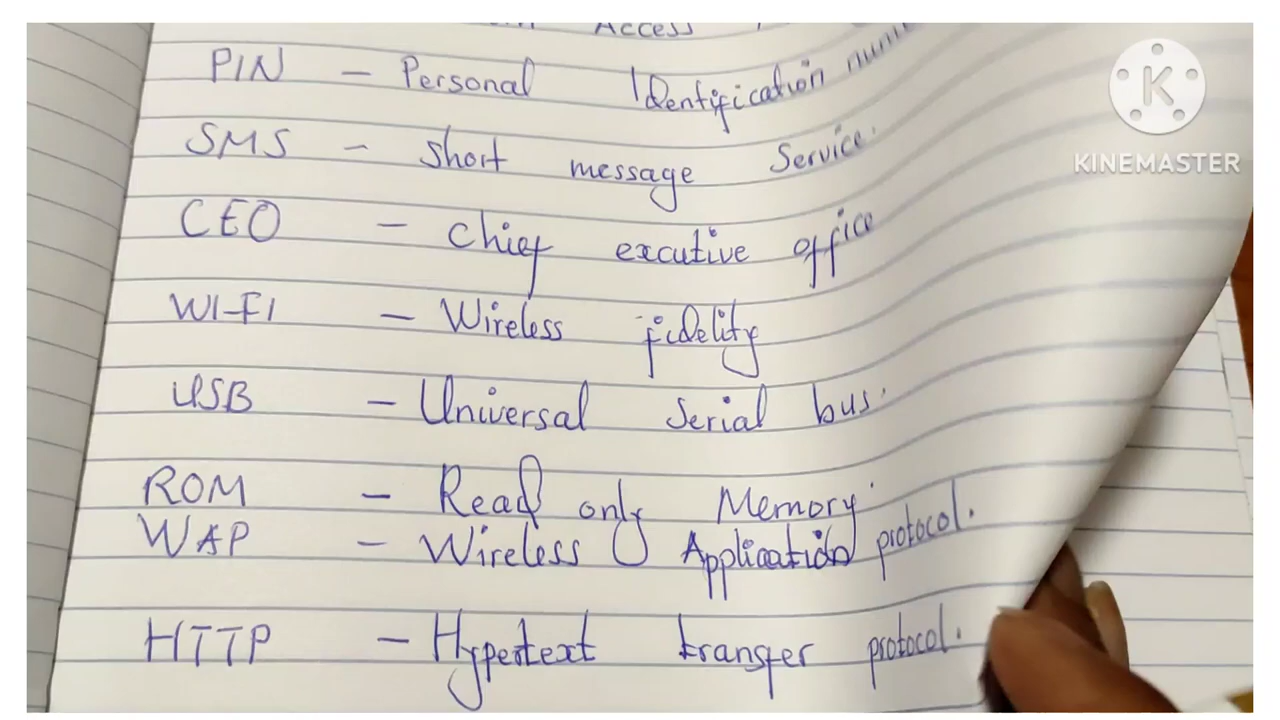 Access
PIN - Personal Identification num
SMS - Short message Service.
CEO - Chief excutive office
WI-FI - Wireless fidelity
USB - Universal Serial bus.
ROM - Read only Memory.
WAP - Wireless Application protocol.
HTTP - Hypertext transfer protocol.
K
KINEMASTER